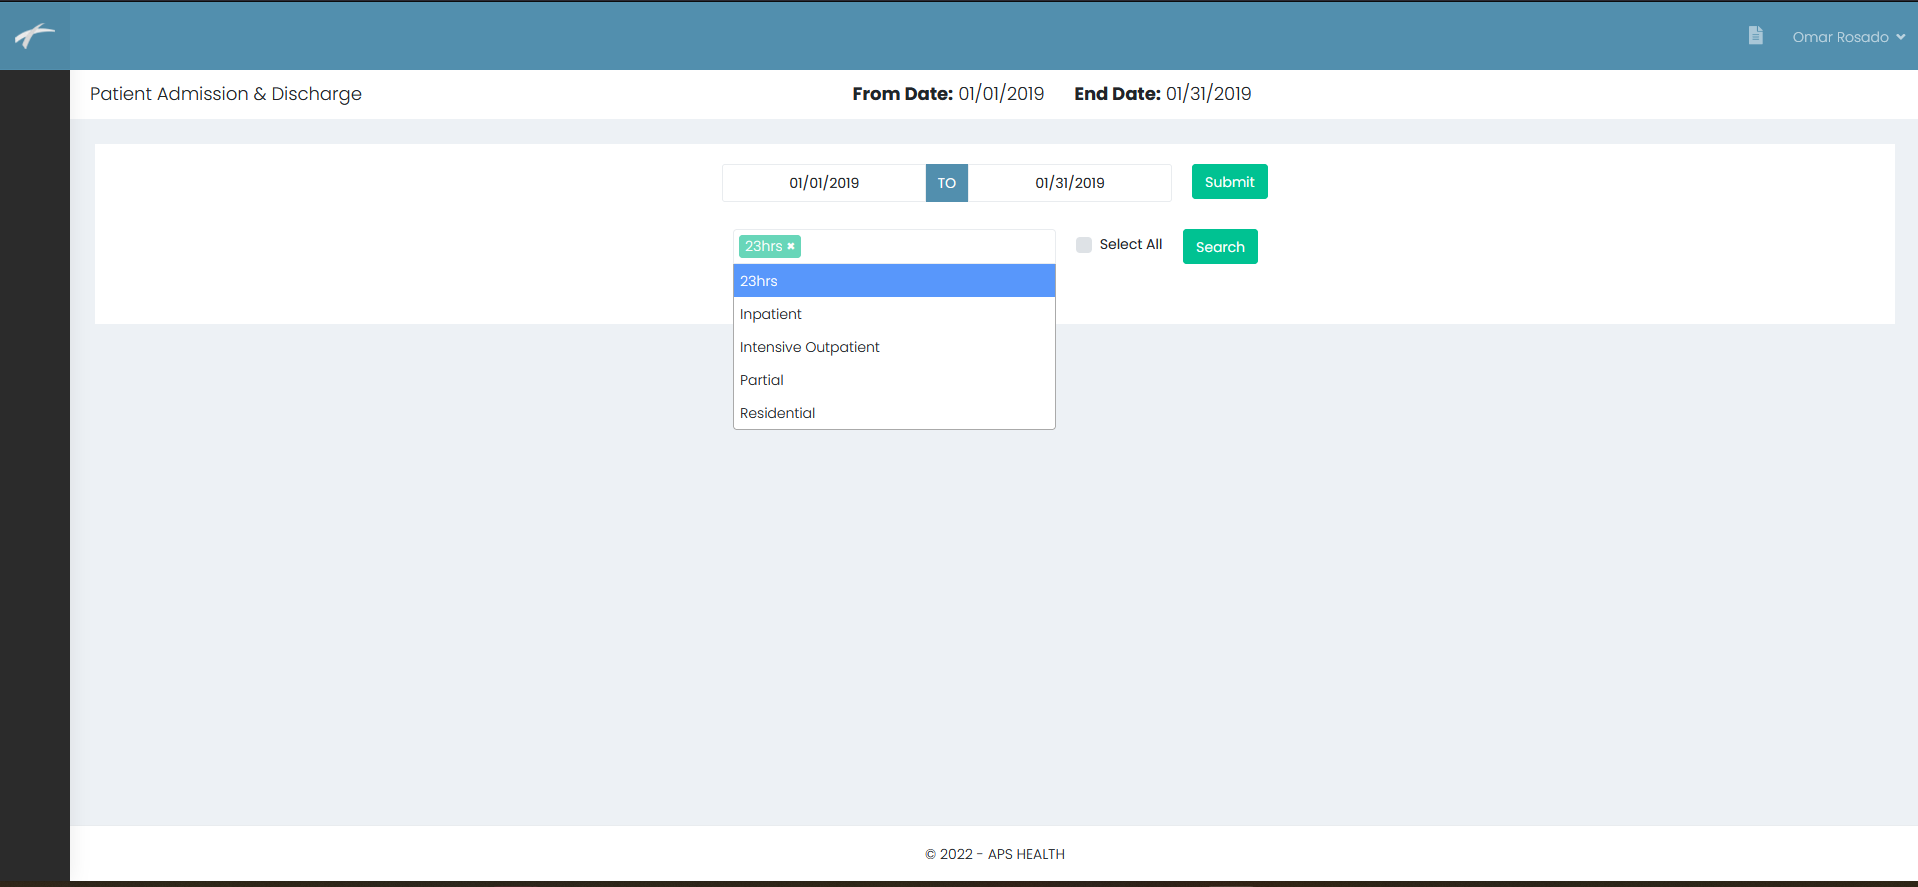 Omar Rosado
Patient Admission & Discharge
From Date: 01/01/2019 End Date: 01/31/2019
01/01/2019 TO 01/31/2019 Submit
23hrs × Select All Search
23hrs
Inpatient
Intensive Outpatient
Partial
Residential
© 2022 - APS HEALTH